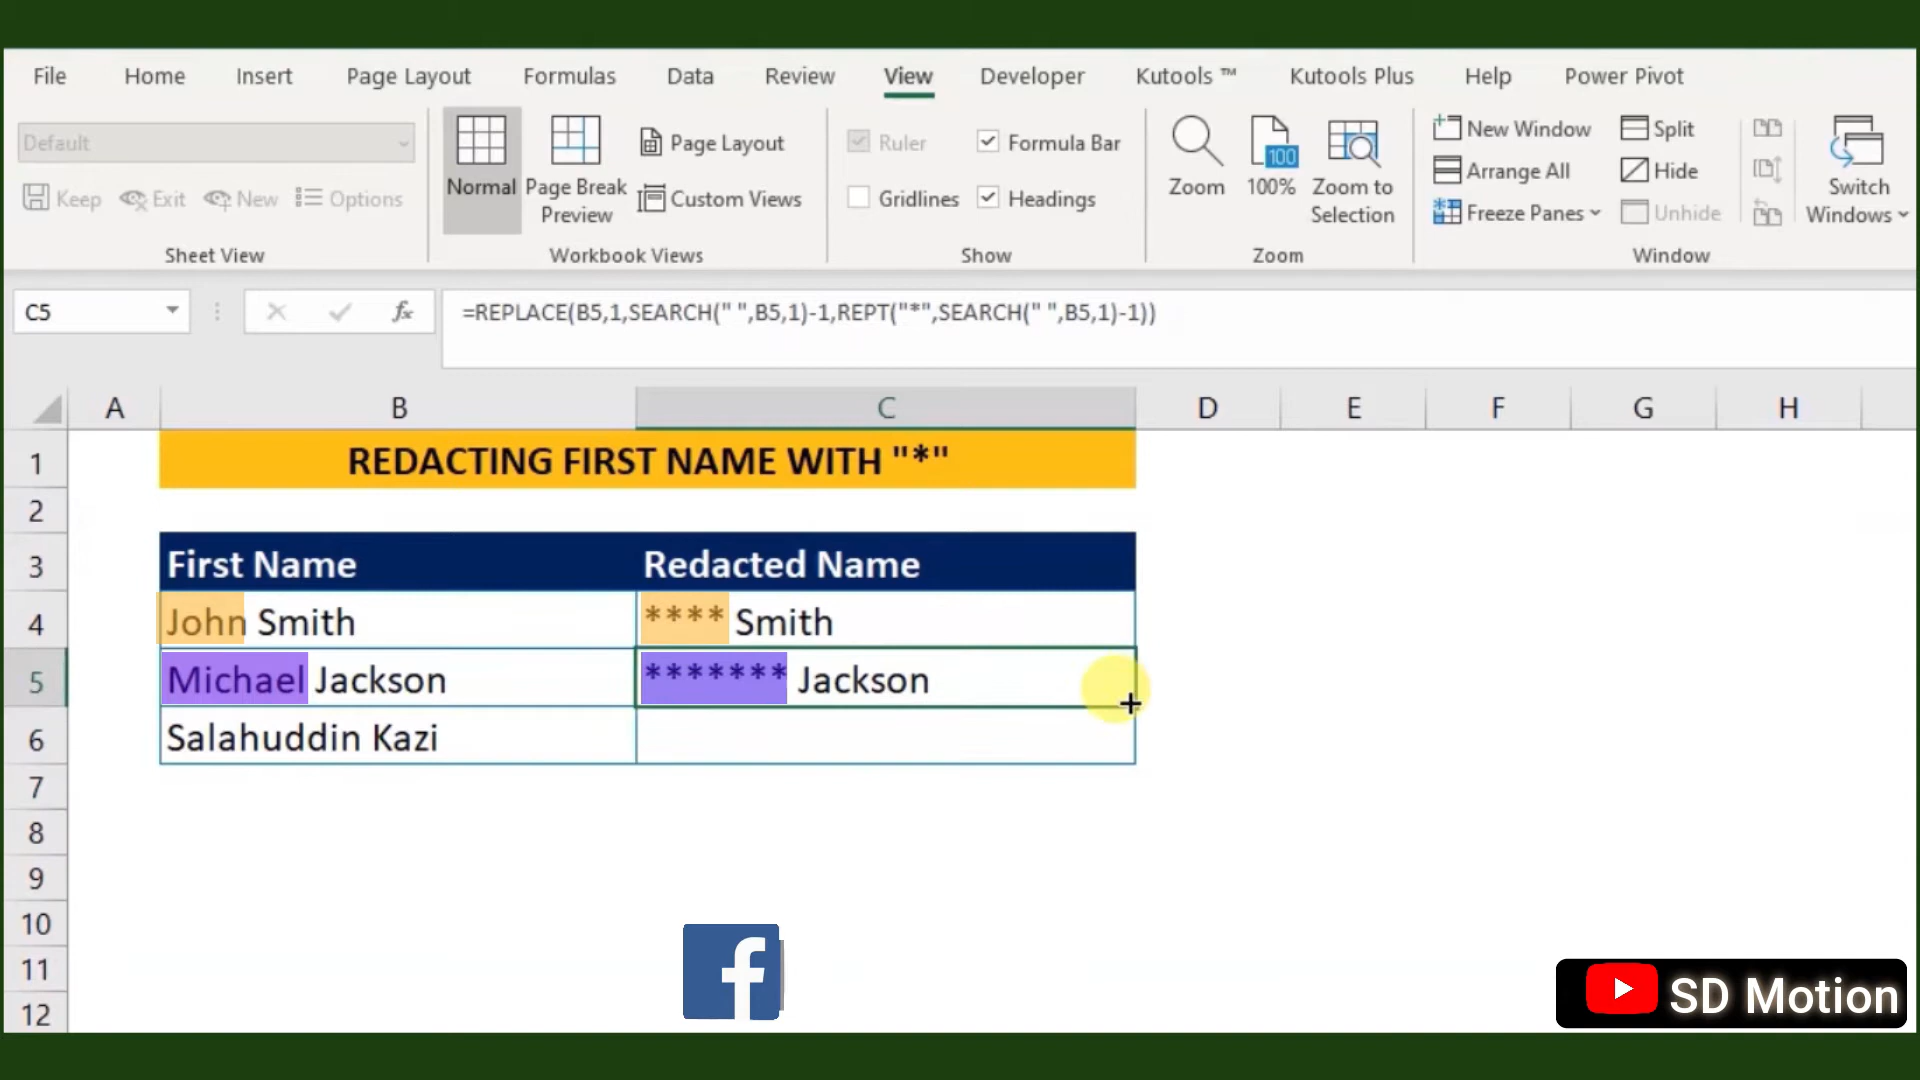 File Home Insert Page Layout Formulas Data Review View Developer Kutools ™ Kutools Plus Help Power Pivot
Default
Keep Exit New Options
Sheet View
Normal
Page Break
Preview
Page Layout
Custom Views
Workbook Views
Ruler Formula Bar
Gridlines Headings
Show
Zoom
100
100%
Zoom to
Selection
Zoom
New Window
Arrange All
Freeze Panes
Split
Hide
Unhide
Switch
Windows
Window
C5 fx =REPLACE(B5,1,SEARCH(" ",B5,1)-1,REPT("*",SEARCH(" ",B5,1)-1))
A B C D E F G H
1 REDACTING FIRST NAME WITH "*"
2
3 First Name Redacted Name
4 John Smith **** Smith
5 Michael Jackson ******* Jackson
6 Salahuddin Kazi
7
8
9
10
11
12
f
SD Motion